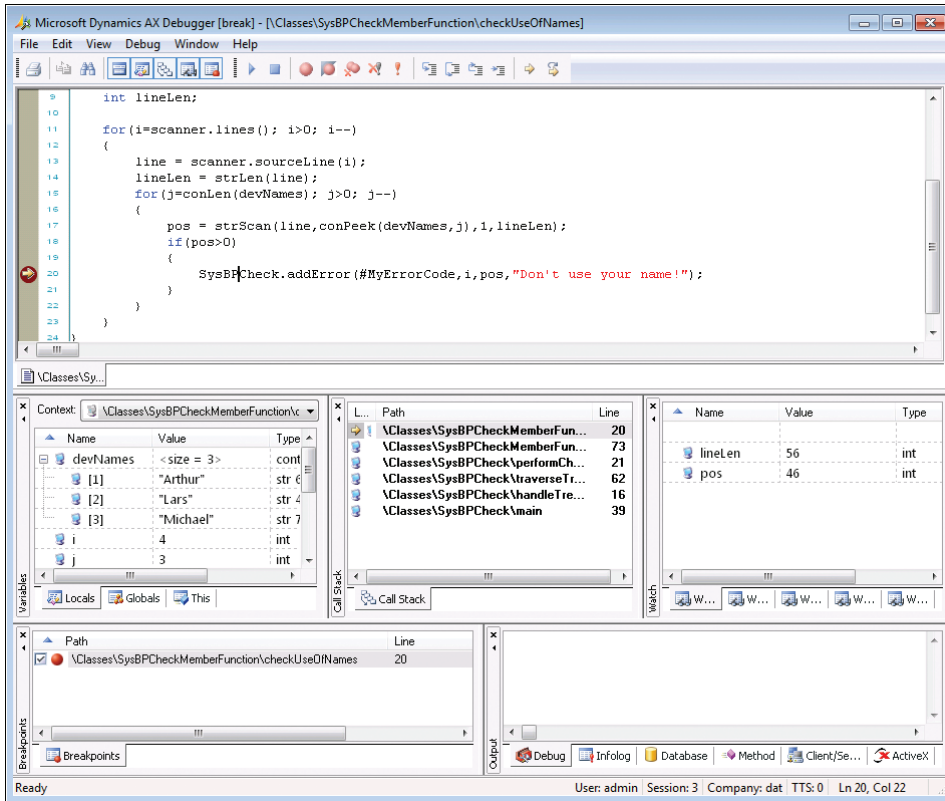 Microsoft Dynamics AX Debugger [break] - [\Classes\SysBPCheckMemberFunction\checkUseOfNames]
File Edit View Debug Window Help
9 int lineLen;
10
11 for(i=scanner.lines(); i>0; i--)
12 {
13 line = scanner.sourceLine(i);
14 lineLen = strLen(line);
15 for(j=conLen(devNames); j>0; j--)
16 {
17 pos = strScan(line,conPeek(devNames,j),1,lineLen);
18 if(pos>0)
19 {
20 SysBPCheck.addError(#MyErrorCode,i,pos,"Don't use your name!");
21 }
22 }
23 }
24 }
\Classes\Sy...
Context: \Classes\SysBPCheckMemberFunction\c
Name Value Type
devNames <size = 3> cont
[1] "Arthur" str 6
[2] "Lars" str 4
[3] "Michael" str 7
i 4 int
j 3 int
Variables
Locals Globals This
L... Path Line
\Classes\SysBPCheckMemberFun... 20
\Classes\SysBPCheckMemberFun... 73
\Classes\SysBPCheck\performCh... 21
\Classes\SysBPCheck\traverseTr... 62
\Classes\SysBPCheck\handleTre... 16
\Classes\SysBPCheck\main 39
Call Stack
Call Stack
Name Value Type
lineLen 56 int
pos 46 int
Watch
W... W... W... W... W...
Path Line
\Classes\SysBPCheckMemberFunction\checkUseOfNames 20
Breakpoints
Breakpoints
Output
Debug Infolog Database Method Client/Se... ActiveX
Ready User: admin Session: 3 Company: dat TTS: 0 Ln 20, Col 22